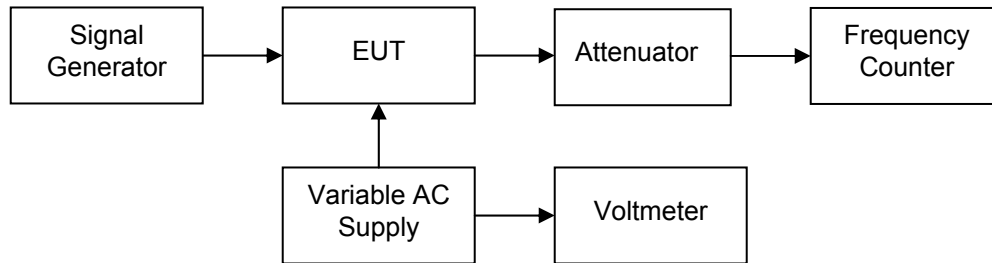 Signal
Generator
EUT
Attenuator
Frequency
Counter
Variable AC
Supply
Voltmeter